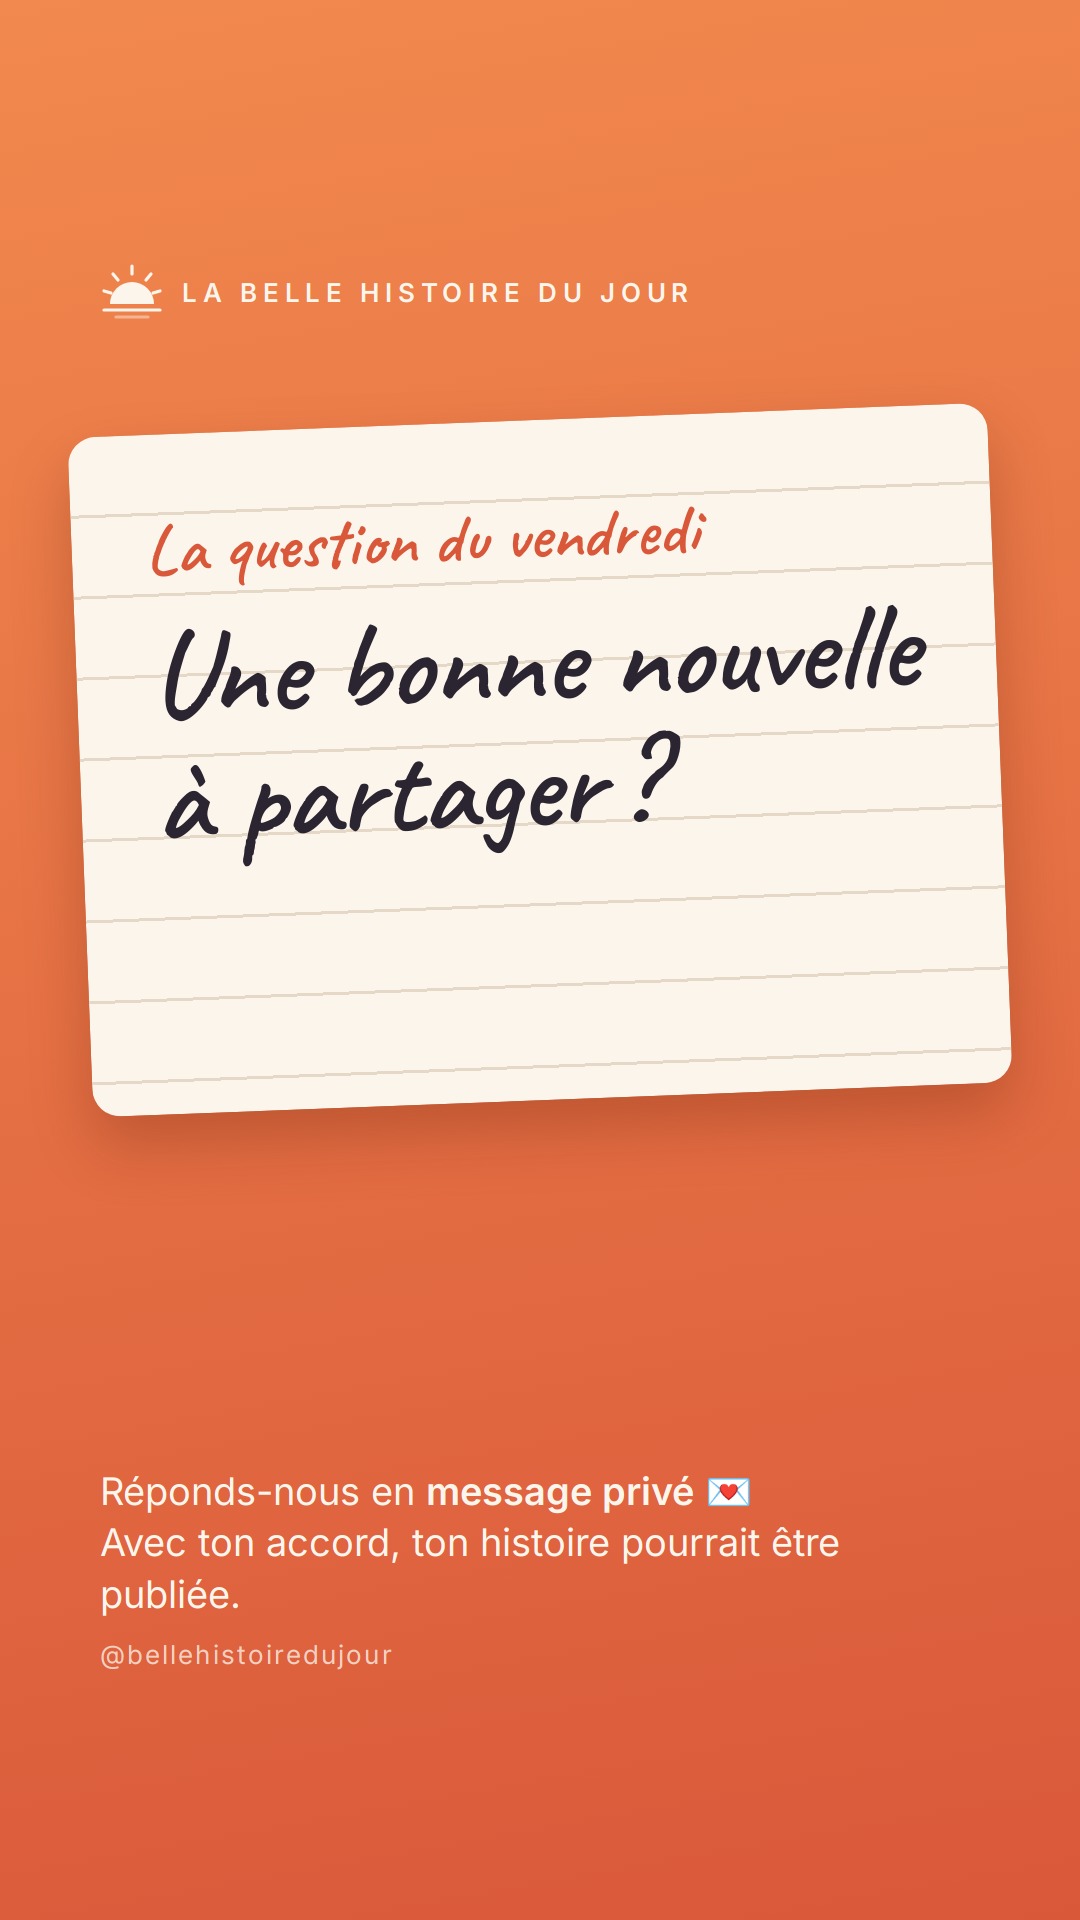 LA BELLE HISTOIRE DU JOUR
La question du vendredi
Une bonne nouvelle
à partager ?
Réponds-nous en message privé 💌
Avec ton accord, ton histoire pourrait être
publiée.
@bellehistoiredujour